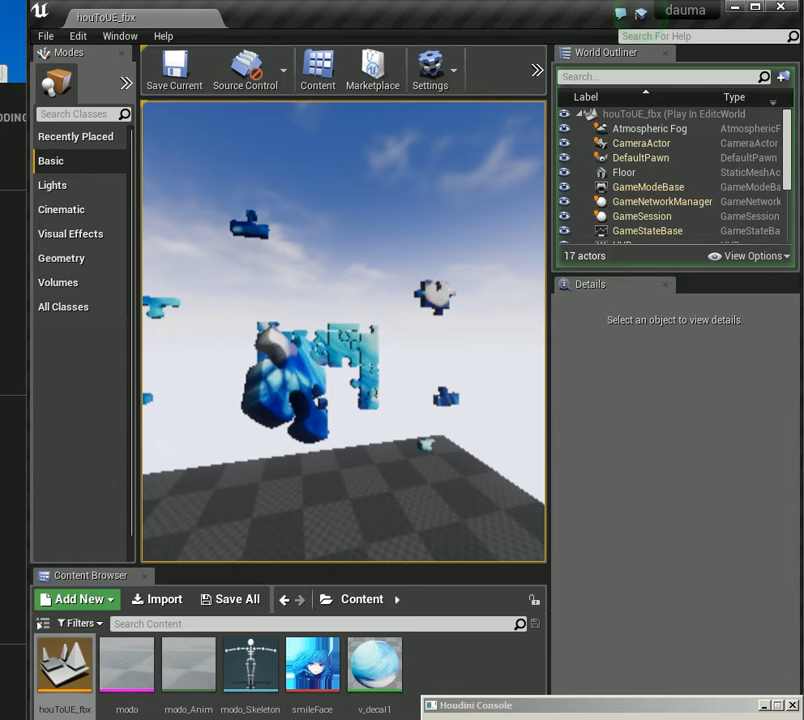 houToUE_fbx
dauma
File Edit Window Help
Search For Help
Modes
Search Classes
Recently Placed
Basic
Lights
Cinematic
Visual Effects
Geometry
Volumes
All Classes
Save Current Source Control Content Marketplace Settings
World Outliner
Search...
Label Type
houToUE_fbx (Play In Editc World
Atmospheric Fog AtmosphericF
CameraActor CameraActor
DefaultPawn DefaultPawn
Floor StaticMeshAc
GameModeBase GameModeBa
GameNetworkManager GameNetwork
GameSession GameSession
GameStateBase GameStateBa
17 actors View Options
Details
Select an object to view details.
Content Browser
Add New Import Save All Content
Filters Search Content
houToUE_fbx modo modo_Anim modo_Skeleton smileFace v_decal1
Houdini Console